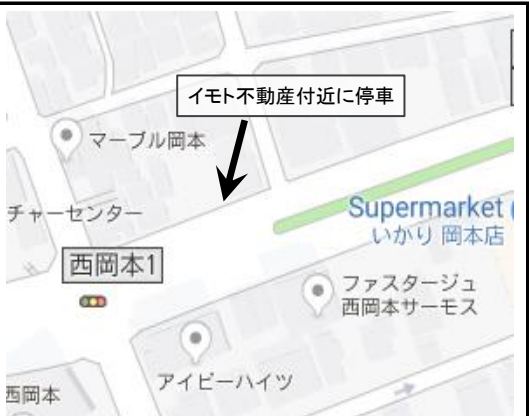 イモト不動産付近に停車
マーブル岡本
チャーセンター
Supermarket
いかり 岡本店
西岡本1
ファスタージュ
西岡本サーモス
アイビーハイツ
西岡本